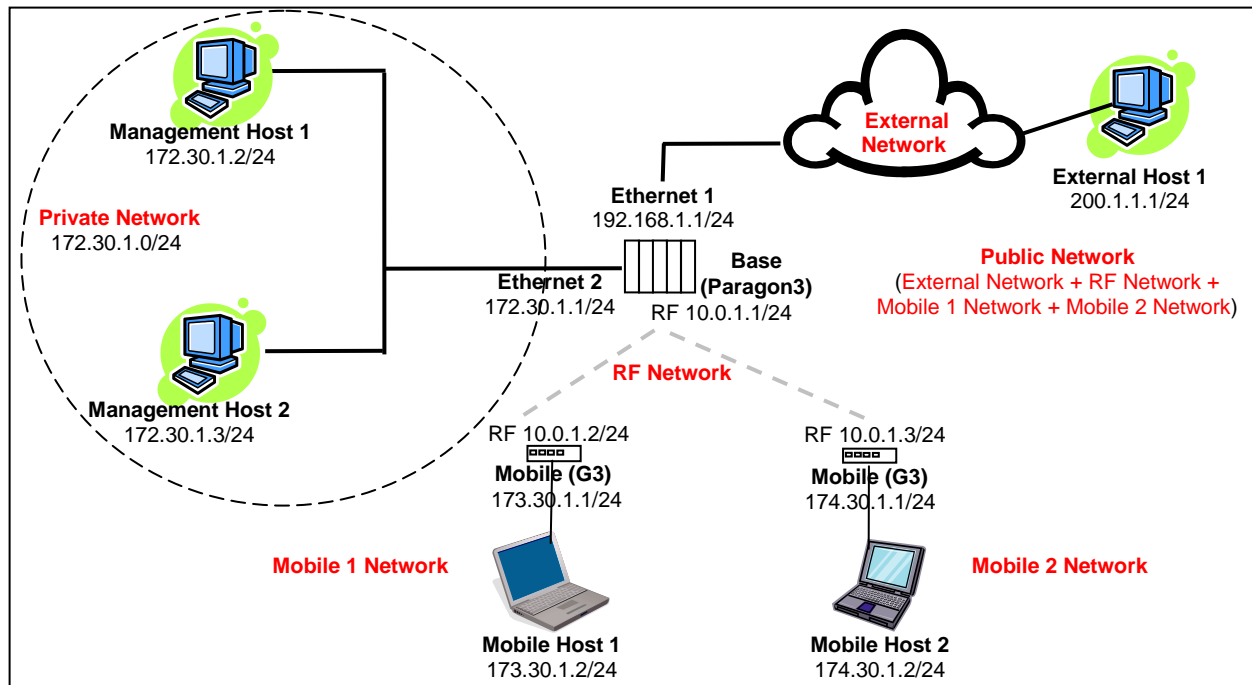 Management Host 1
172.30.1.2/24
Private Network
172.30.1.0/24
Management Host 2
172.30.1.3/24
Ethernet 2
172.30.1.1/24
Ethernet 1
192.168.1.1/24
Base
(Paragon3)
RF 10.0.1.1/24
External
Network
External Host 1
200.1.1.1/24
Public Network
(External Network + RF Network +
Mobile 1 Network + Mobile 2 Network)
RF Network
RF 10.0.1.2/24
Mobile (G3)
173.30.1.1/24
Mobile 1 Network
Mobile Host 1
173.30.1.2/24
RF 10.0.1.3/24
Mobile (G3)
174.30.1.1/24
Mobile 2 Network
Mobile Host 2
174.30.1.2/24